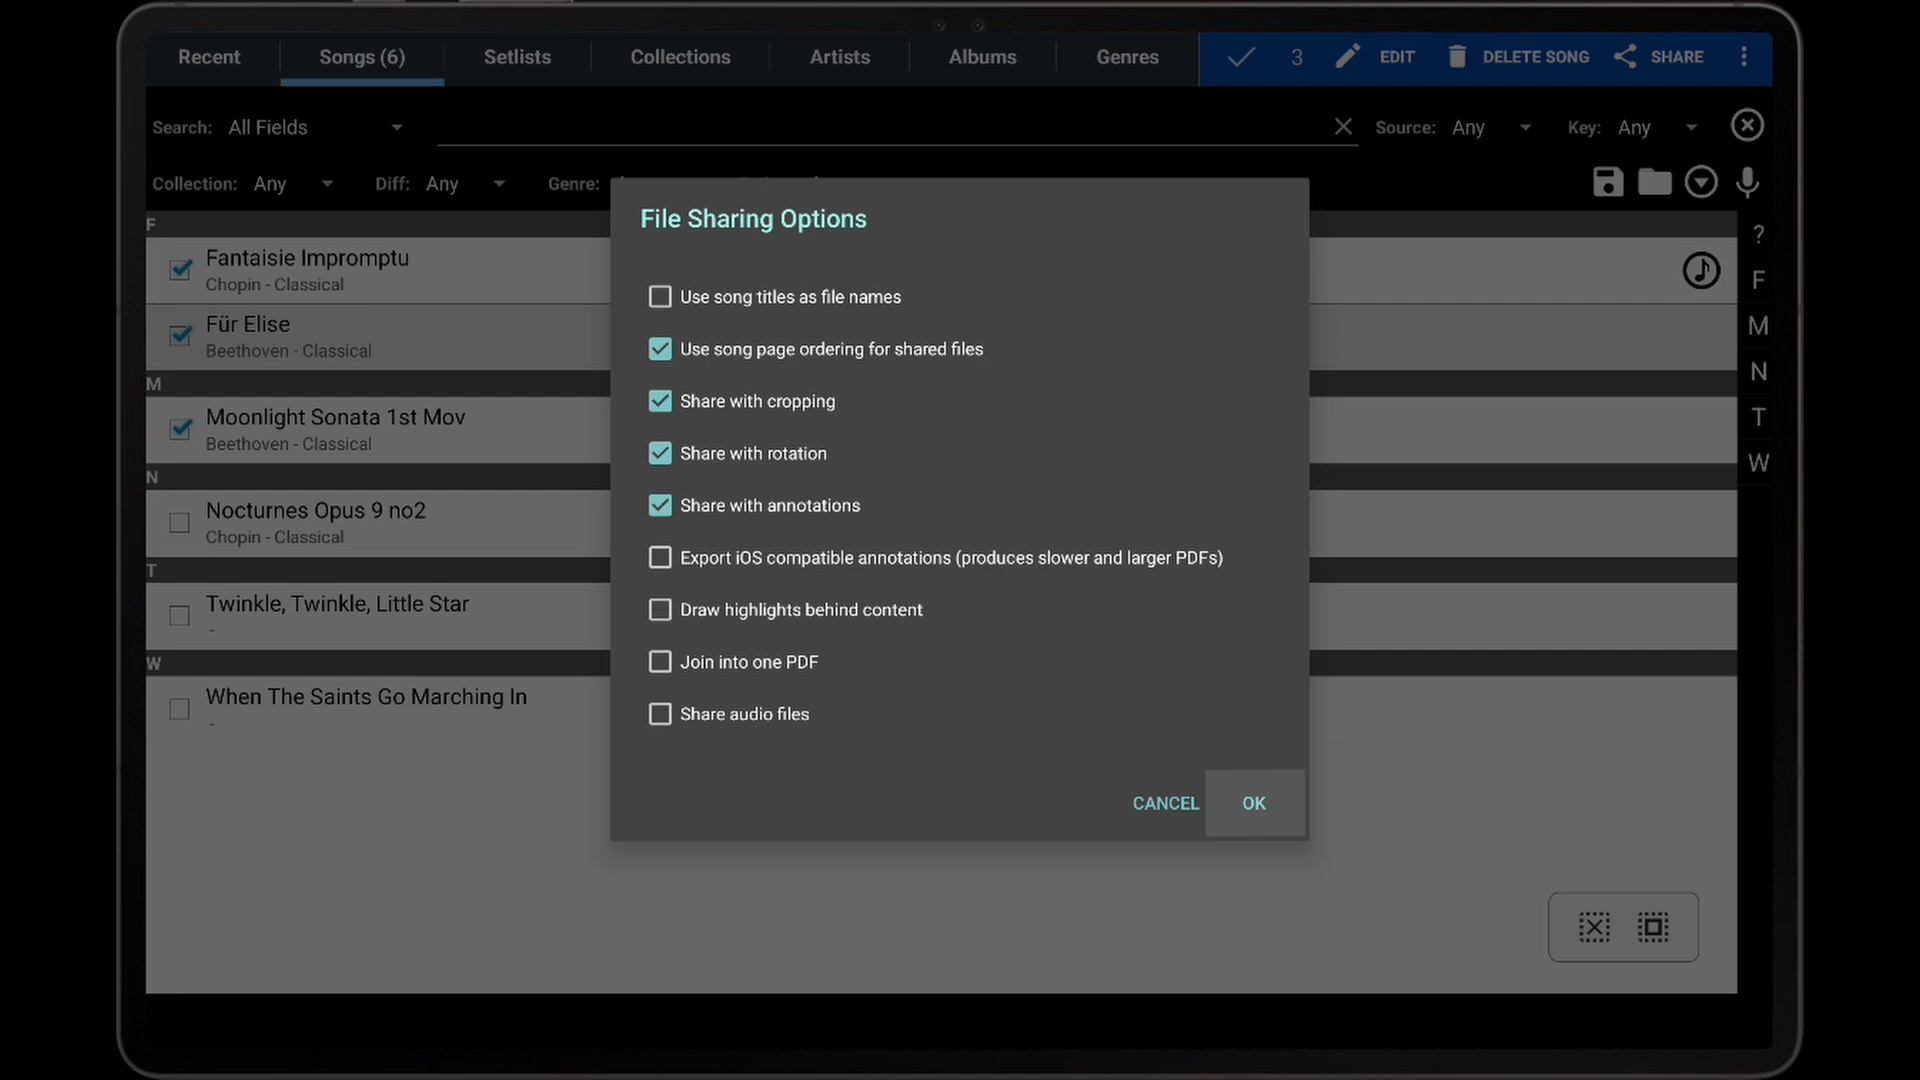 Recent
Songs (6)
Setlists
Collections
Artists
Albums
Genres
3
EDIT
DELETE SONG
SHARE
Search: All Fields
Source: Any
Key: Any
Collection: Any
Diff: Any
Genre:
F
Fantaisie Impromptu
Chopin - Classical
Für Elise
Beethoven - Classical
M
Moonlight Sonata 1st Mov
Beethoven - Classical
N
Nocturnes Opus 9 no2
Chopin - Classical
T
Twinkle, Twinkle, Little Star
-
W
When The Saints Go Marching In
-
?
F
M
N
T
W
File Sharing Options
Use song titles as file names
Use song page ordering for shared files
Share with cropping
Share with rotation
Share with annotations
Export iOS compatible annotations (produces slower and larger PDFs)
Draw highlights behind content
Join into one PDF
Share audio files
CANCEL
OK